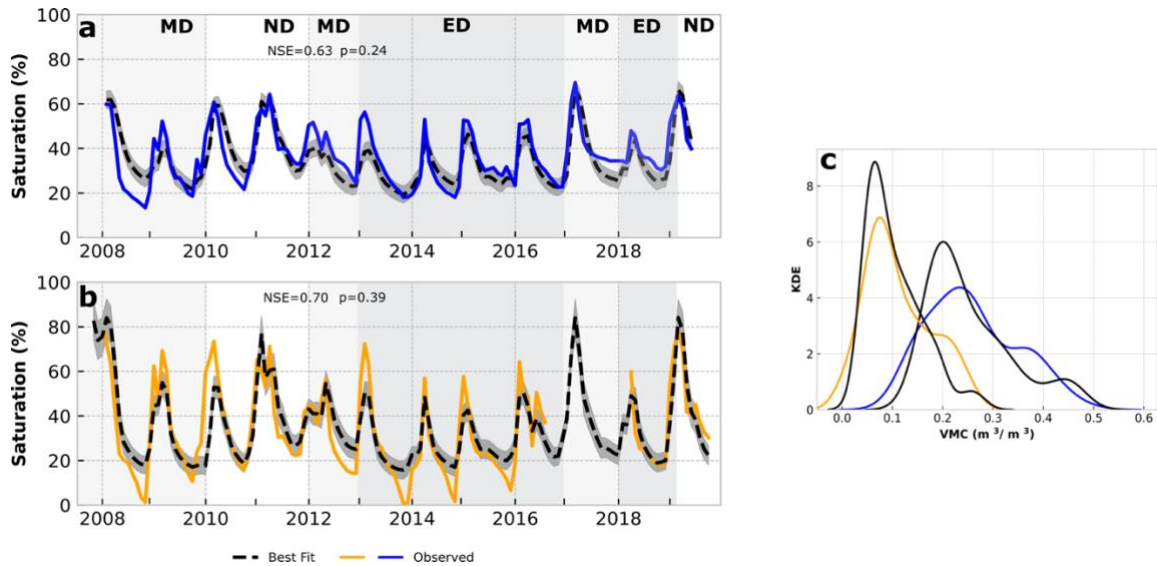 a
MD ND MD ED MD ED ND
NSE=0.63 p=0.24
Saturation (%)
100
80
60
40
20
0
2008 2010 2012 2014 2016 2018
b
NSE=0.70 p=0.39
Saturation (%)
100
80
60
40
20
0
2008 2010 2012 2014 2016 2018
Best Fit Observed
c
KDE
8
6
4
2
0
0.0 0.1 0.2 0.3 0.4 0.5 0.6
VMC (m ³/ m ³)